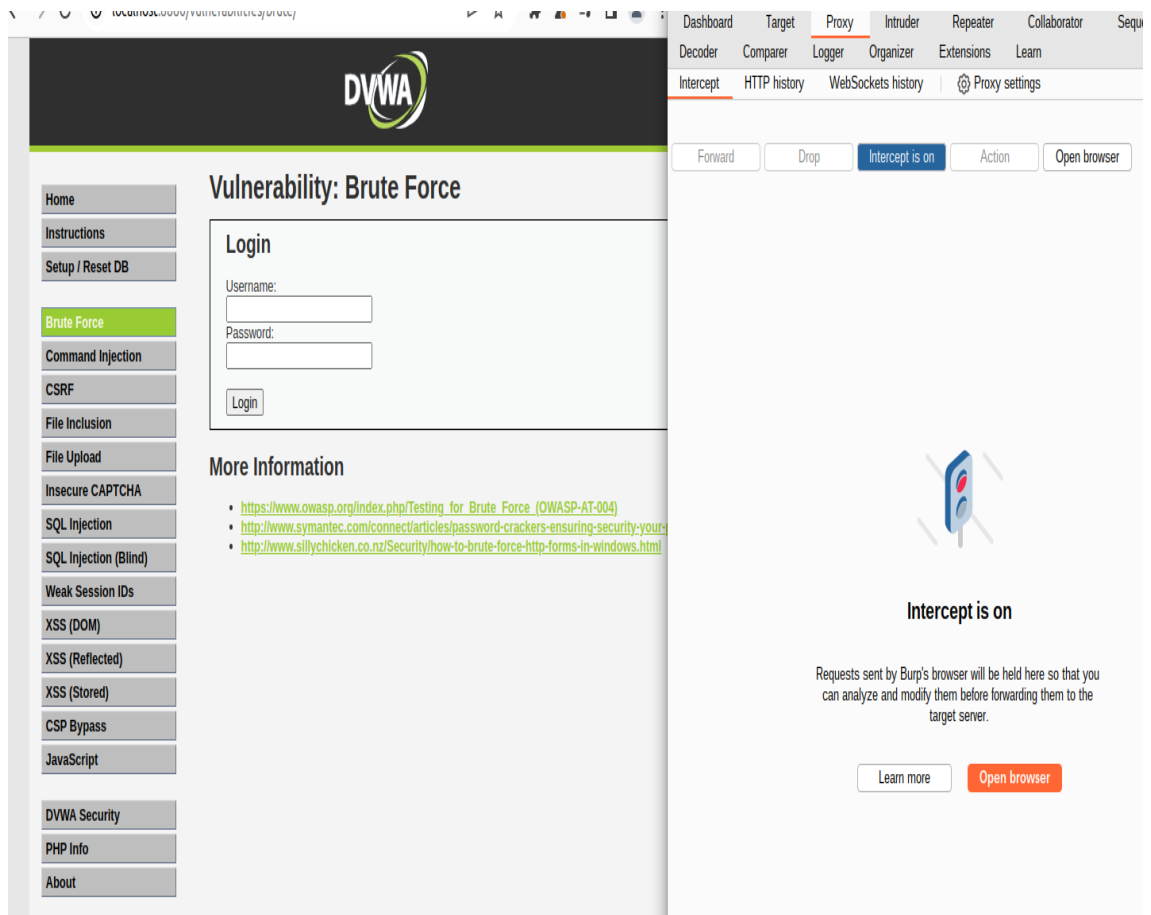 Dashboard Target Proxy Intruder Repeater Collaborator
Decoder Comparer Logger Organizer Extensions Learn
Intercept HTTP history WebSockets history Proxy settings
Forward Drop Intercept is on Action Open browser
DVWA
Home
Instructions
Setup / Reset DB
Brute Force
Command Injection
CSRF
File Inclusion
File Upload
Insecure CAPTCHA
SQL Injection
SQL Injection (Blind)
Weak Session IDs
XSS (DOM)
XSS (Reflected)
XSS (Stored)
CSP Bypass
JavaScript
DVWA Security
PHP Info
About
Vulnerability: Brute Force
Login
Username:
Password:
Login
More Information
https://www.owasp.org/index.php/Testing_for_Brute_Force_(OWASP-AT-004)
http://www.symantec.com/connect/articles/password-crackers-ensuring-security-your-
http://www.sillychicken.co.nz/Security/how-to-brute-force-http-forms-in-windows.html
Intercept is on
Requests sent by Burp's browser will be held here so that you
can analyze and modify them before forwarding them to the
target server.
Learn more Open browser